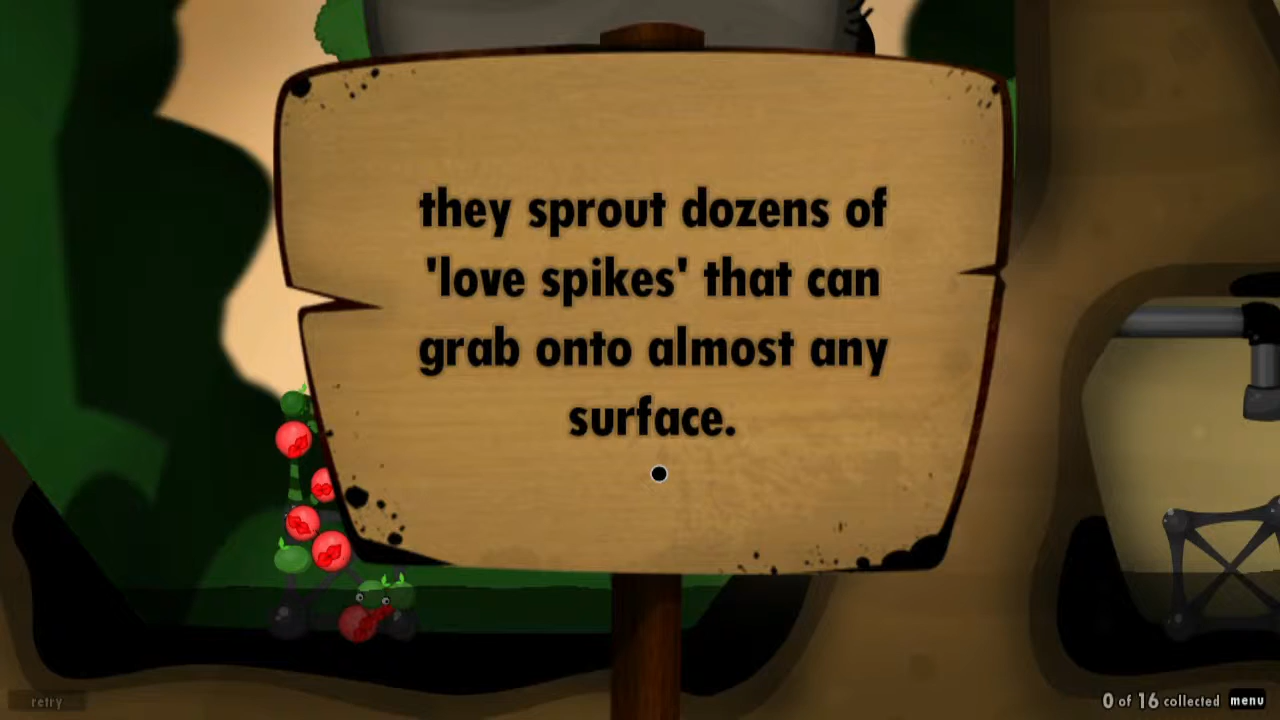 they sprout dozens of
'love spikes' that can
grab onto almost any
surface.
retry
0 of 16 collected menu